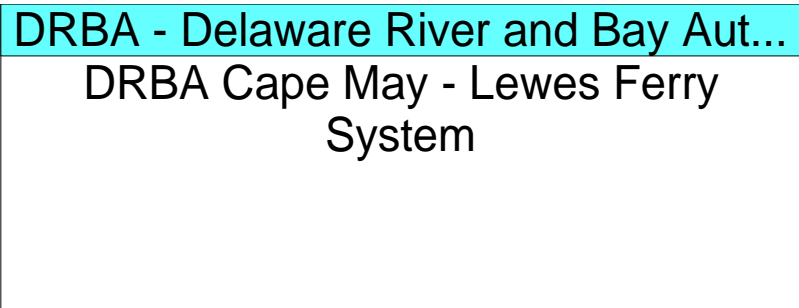 DRBA - Delaware River and Bay Aut...
DRBA Cape May - Lewes Ferry
System